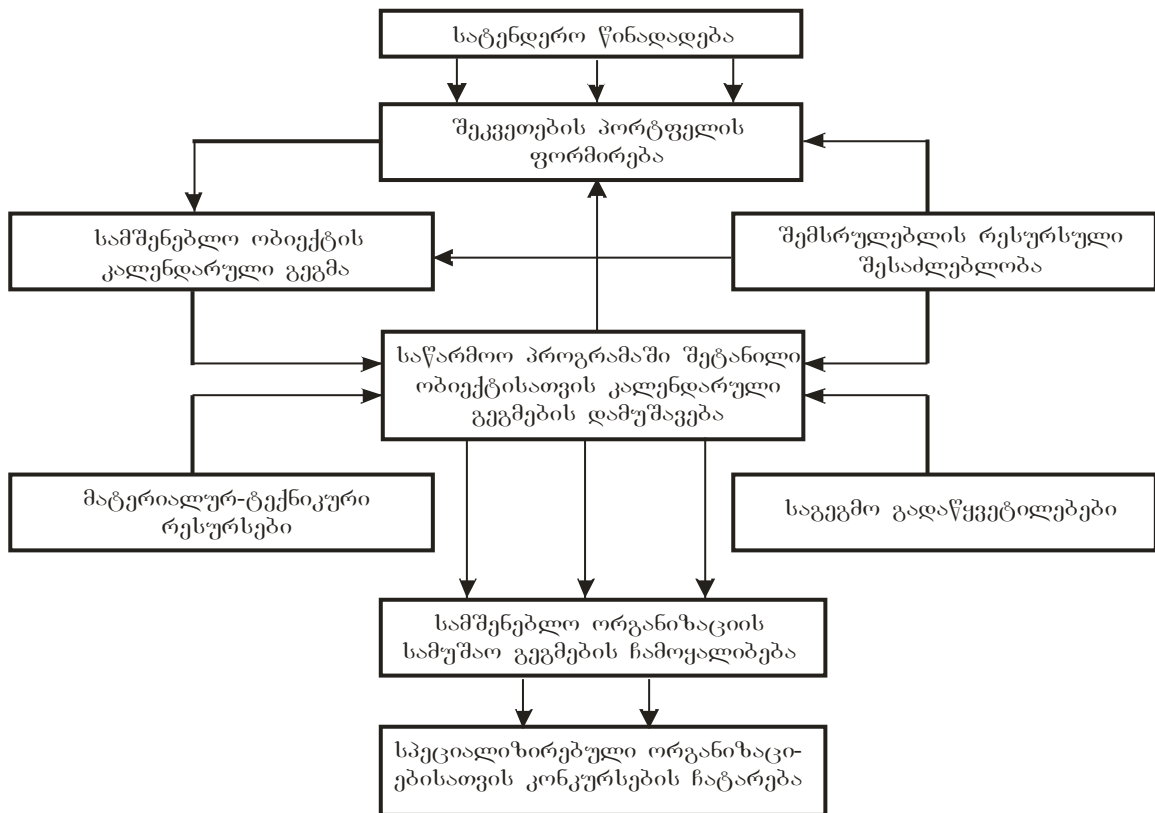 სატენდერო წინადადება
შეკვეთების პორტფელის
ფორმირება
სამშენებლო ობიექტის
კალენდარული გეგმა
შემსრულებლის რესურსული
შესაძლებლობა
საწარმოო პროგრამაში შეტანილი
ობიექტისათვის კალენდარული
გეგმების დამუშავება
მატერიალურ-ტექნიკური
რესურსები
საგეგმო გადაწყვეტილებები
სამშენებლო ორგანიზაციის
სამუშაო გეგმების ჩამოყალიბება
სპეციალიზირებული ორგანიზაცი-
ებისათვის კონკურსების ჩატარება